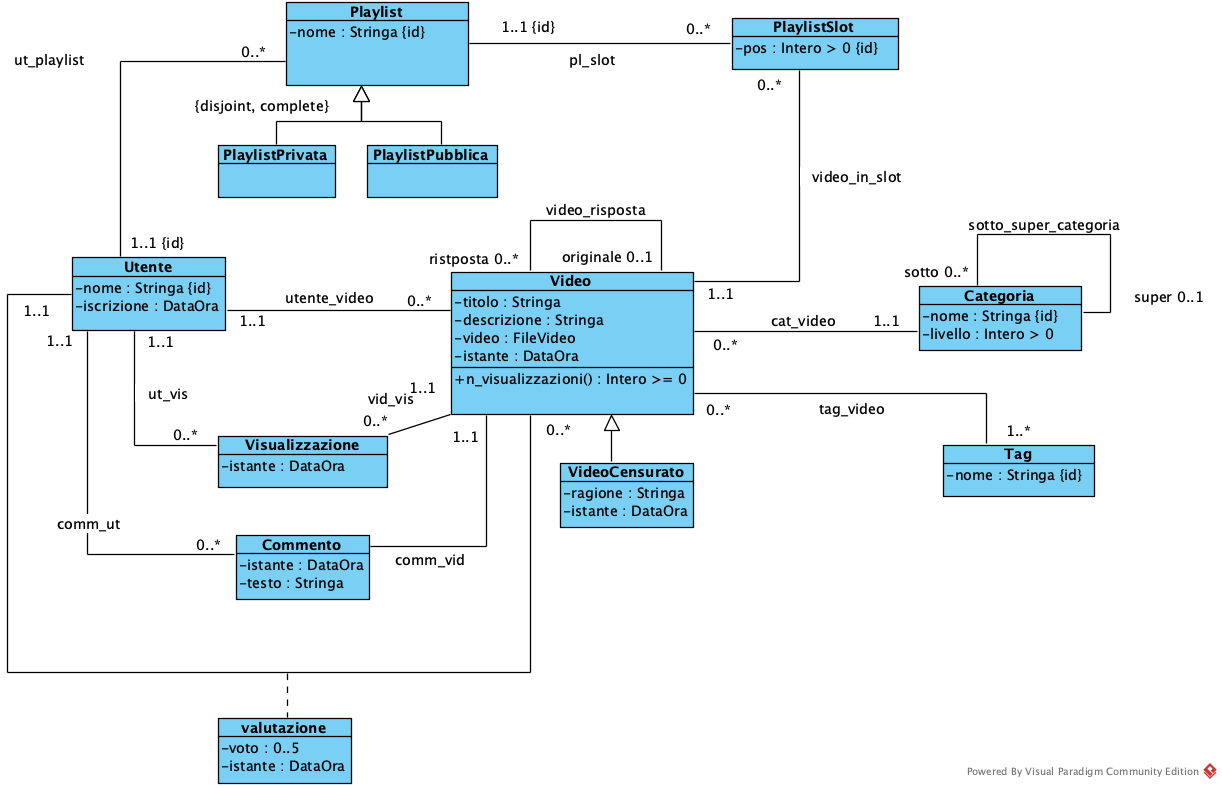 Playlist
-nome : Stringa {id}
1..1 {id}
0..*
PlaylistSlot
-pos : Intero > 0 {id}
ut_playlist
0..*
pl_slot
0..*
{disjoint, complete}
PlaylistPrivata
PlaylistPubblica
video_in_slot
video_risposta
sotto_super_categoria
1..1 {id}
ristposta 0..*
originale 0..1
sotto 0..*
Utente
-nome : Stringa {id}
-iscrizione : DataOra
utente_video
0..*
Video
-titolo : Stringa
-descrizione : Stringa
-video : FileVideo
-istante : DataOra
+n_visualizzazioni() : Intero >= 0
1..1
Categoria
-nome : Stringa {id}
-livello : Intero > 0
super 0..1
1..1
1..1
1..1
1..1
cat_video
1..1
0..*
ut_vis
vid_vis
1..1
0..*
0..*
tag_video
0..*
Visualizzazione
-istante : DataOra
1..1
0..*
1..*
Tag
-nome : Stringa {id}
VideoCensurato
-ragione : Stringa
-istante : DataOra
comm_ut
0..*
Commento
-istante : DataOra
-testo : Stringa
comm_vid
valutazione
-voto : 0..5
-istante : DataOra
Powered By Visual Paradigm Community Edition